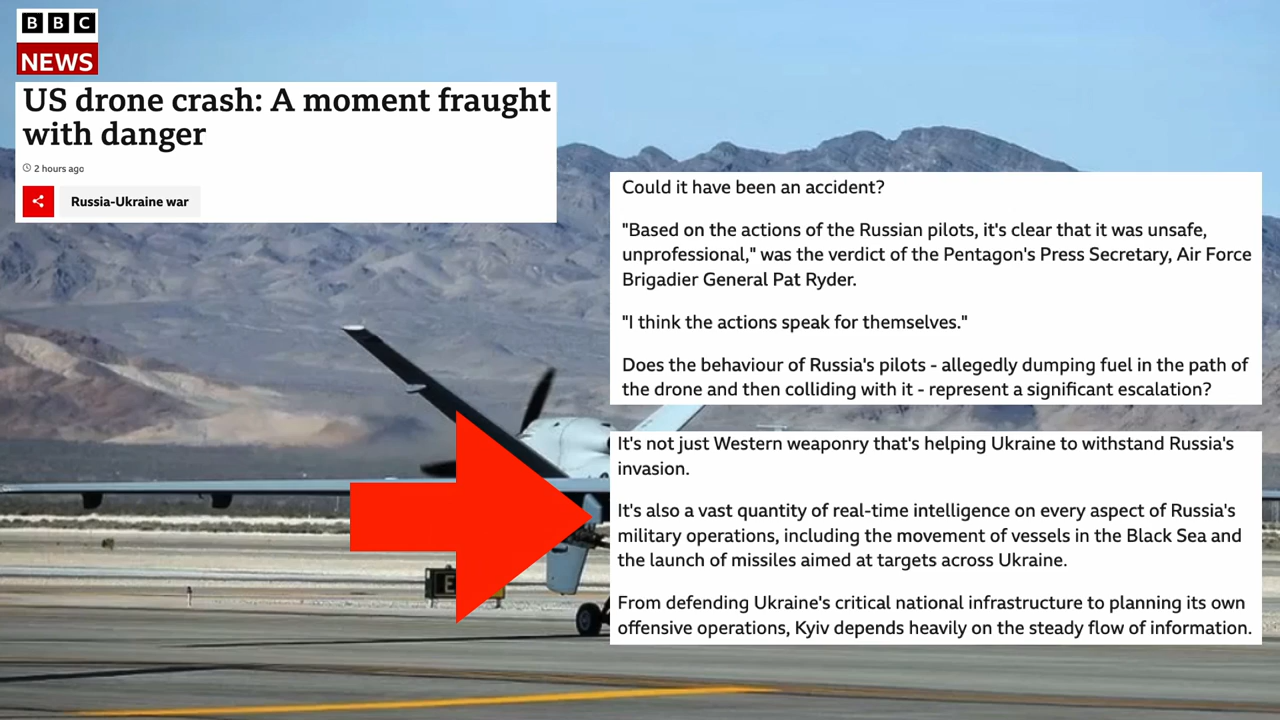 BBC
NEWS
US drone crash: A moment fraught
with danger
2 hours ago
Russia-Ukraine war
Could it have been an accident?
"Based on the actions of the Russian pilots, it's clear that it was unsafe,
unprofessional," was the verdict of the Pentagon's Press Secretary, Air Force
Brigadier General Pat Ryder.
"I think the actions speak for themselves."
Does the behaviour of Russia's pilots - allegedly dumping fuel in the path of
the drone and then colliding with it - represent a significant escalation?
It's not just Western weaponry that's helping Ukraine to withstand Russia's
invasion.
It's also a vast quantity of real-time intelligence on every aspect of Russia's
military operations, including the movement of vessels in the Black Sea and
the launch of missiles aimed at targets across Ukraine.
From defending Ukraine's critical national infrastructure to planning its own
offensive operations, Kyiv depends heavily on the steady flow of information.